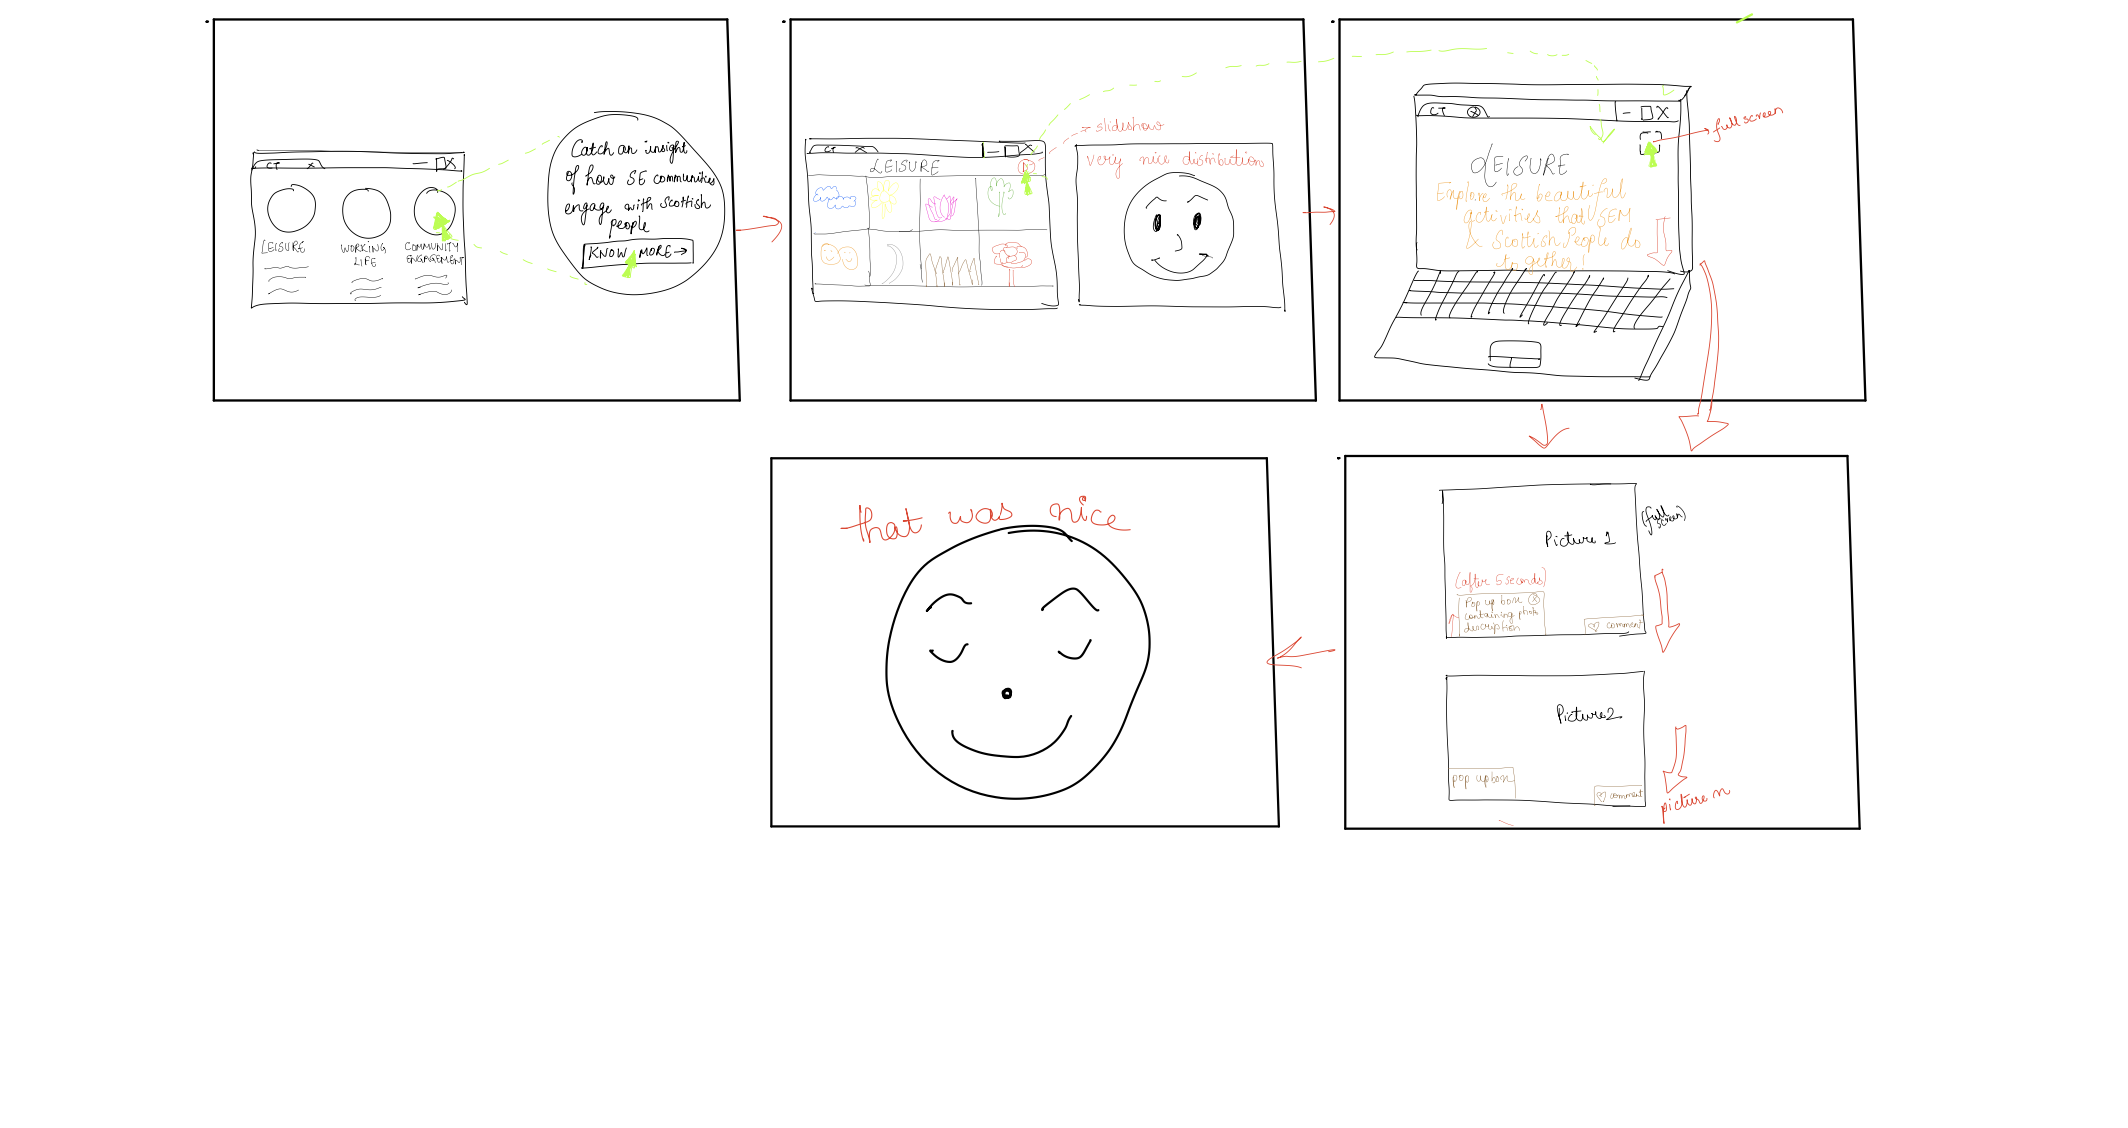 CT X
LEISURE
WORKING
LIFE
COMMUNITY
ENGAGEMENT
Catch an insight
of how SE communities
engage with Scottish
people
KNOW MORE →
CT X
LEISURE
slideshow
very nice distribution
CT X
full screen
LEISURE
Explore the beautiful
activities that SEM
& Scottish People do
together!
Picture 1
(full
screen)
(after 5 seconds)
Pop up box X
containing photo
description
comment
Picture 2
pop up box
comment
picture n
that was nice